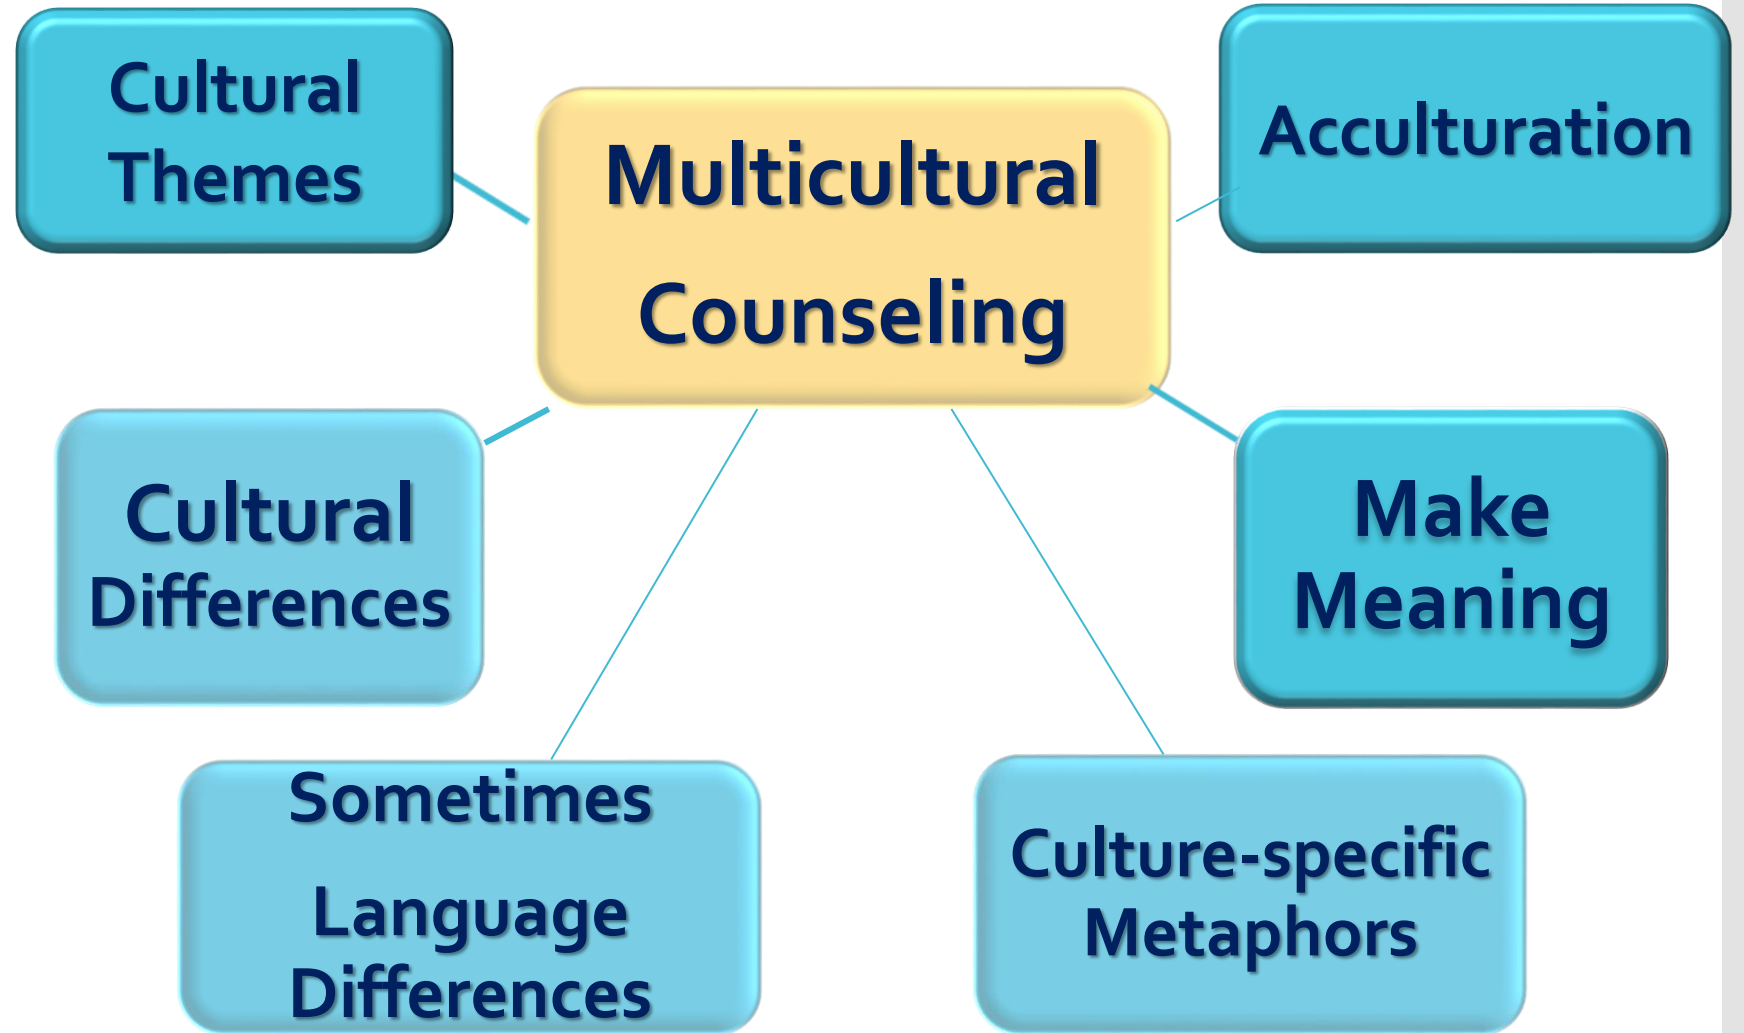 Cultural
Themes
Multicultural
Counseling
Acculturation
Cultural
Differences
Make
Meaning
Sometimes
Language
Differences
Culture-specific
Metaphors